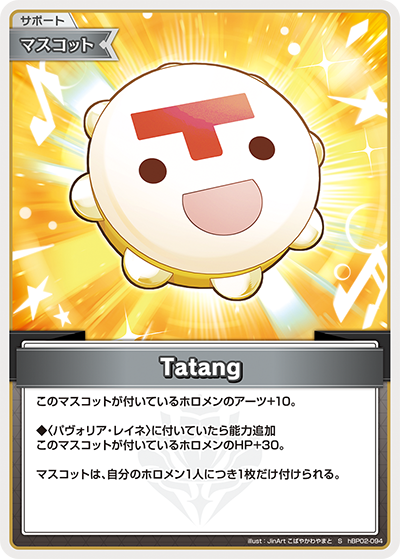 サポート
マスコット
T
Tatang
このマスコットが付いているホロメンのアーツ+10。
◆〈パヴォリア・レイネ〉に付いていたら能力追加
このマスコットが付いているホロメンのHP+30。
マスコットは、自分のホロメン1人につき1枚だけ付けられる。
illust : JinArt こばやかわやまと S hBP02-094